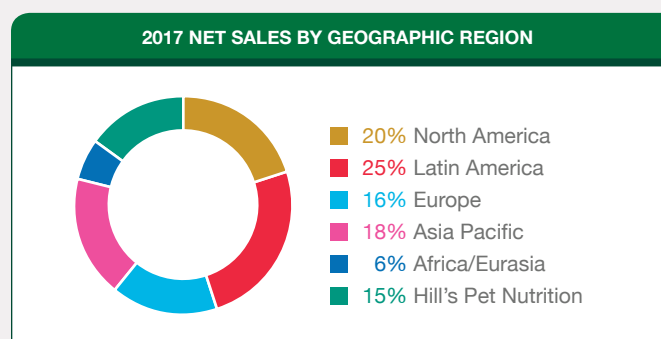 2017 NET SALES BY GEOGRAPHIC REGION
20% North America
25% Latin America
16% Europe
18% Asia Pacific
6% Africa/Eurasia
15% Hill’s Pet Nutrition